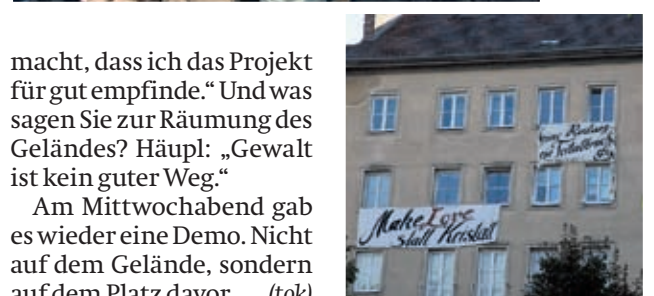 macht, dass ich das Projekt
für gut empfinde.“ Und was
sagen Sie zur Räumung des
Geländes? Häupl: „Gewalt
ist kein guter Weg.“
Am Mittwochabend gab
es wieder eine Demo. Nicht
auf dem Gelände, sondern
auf dem Platz davor. (tok)
Make Love
statt Kristall